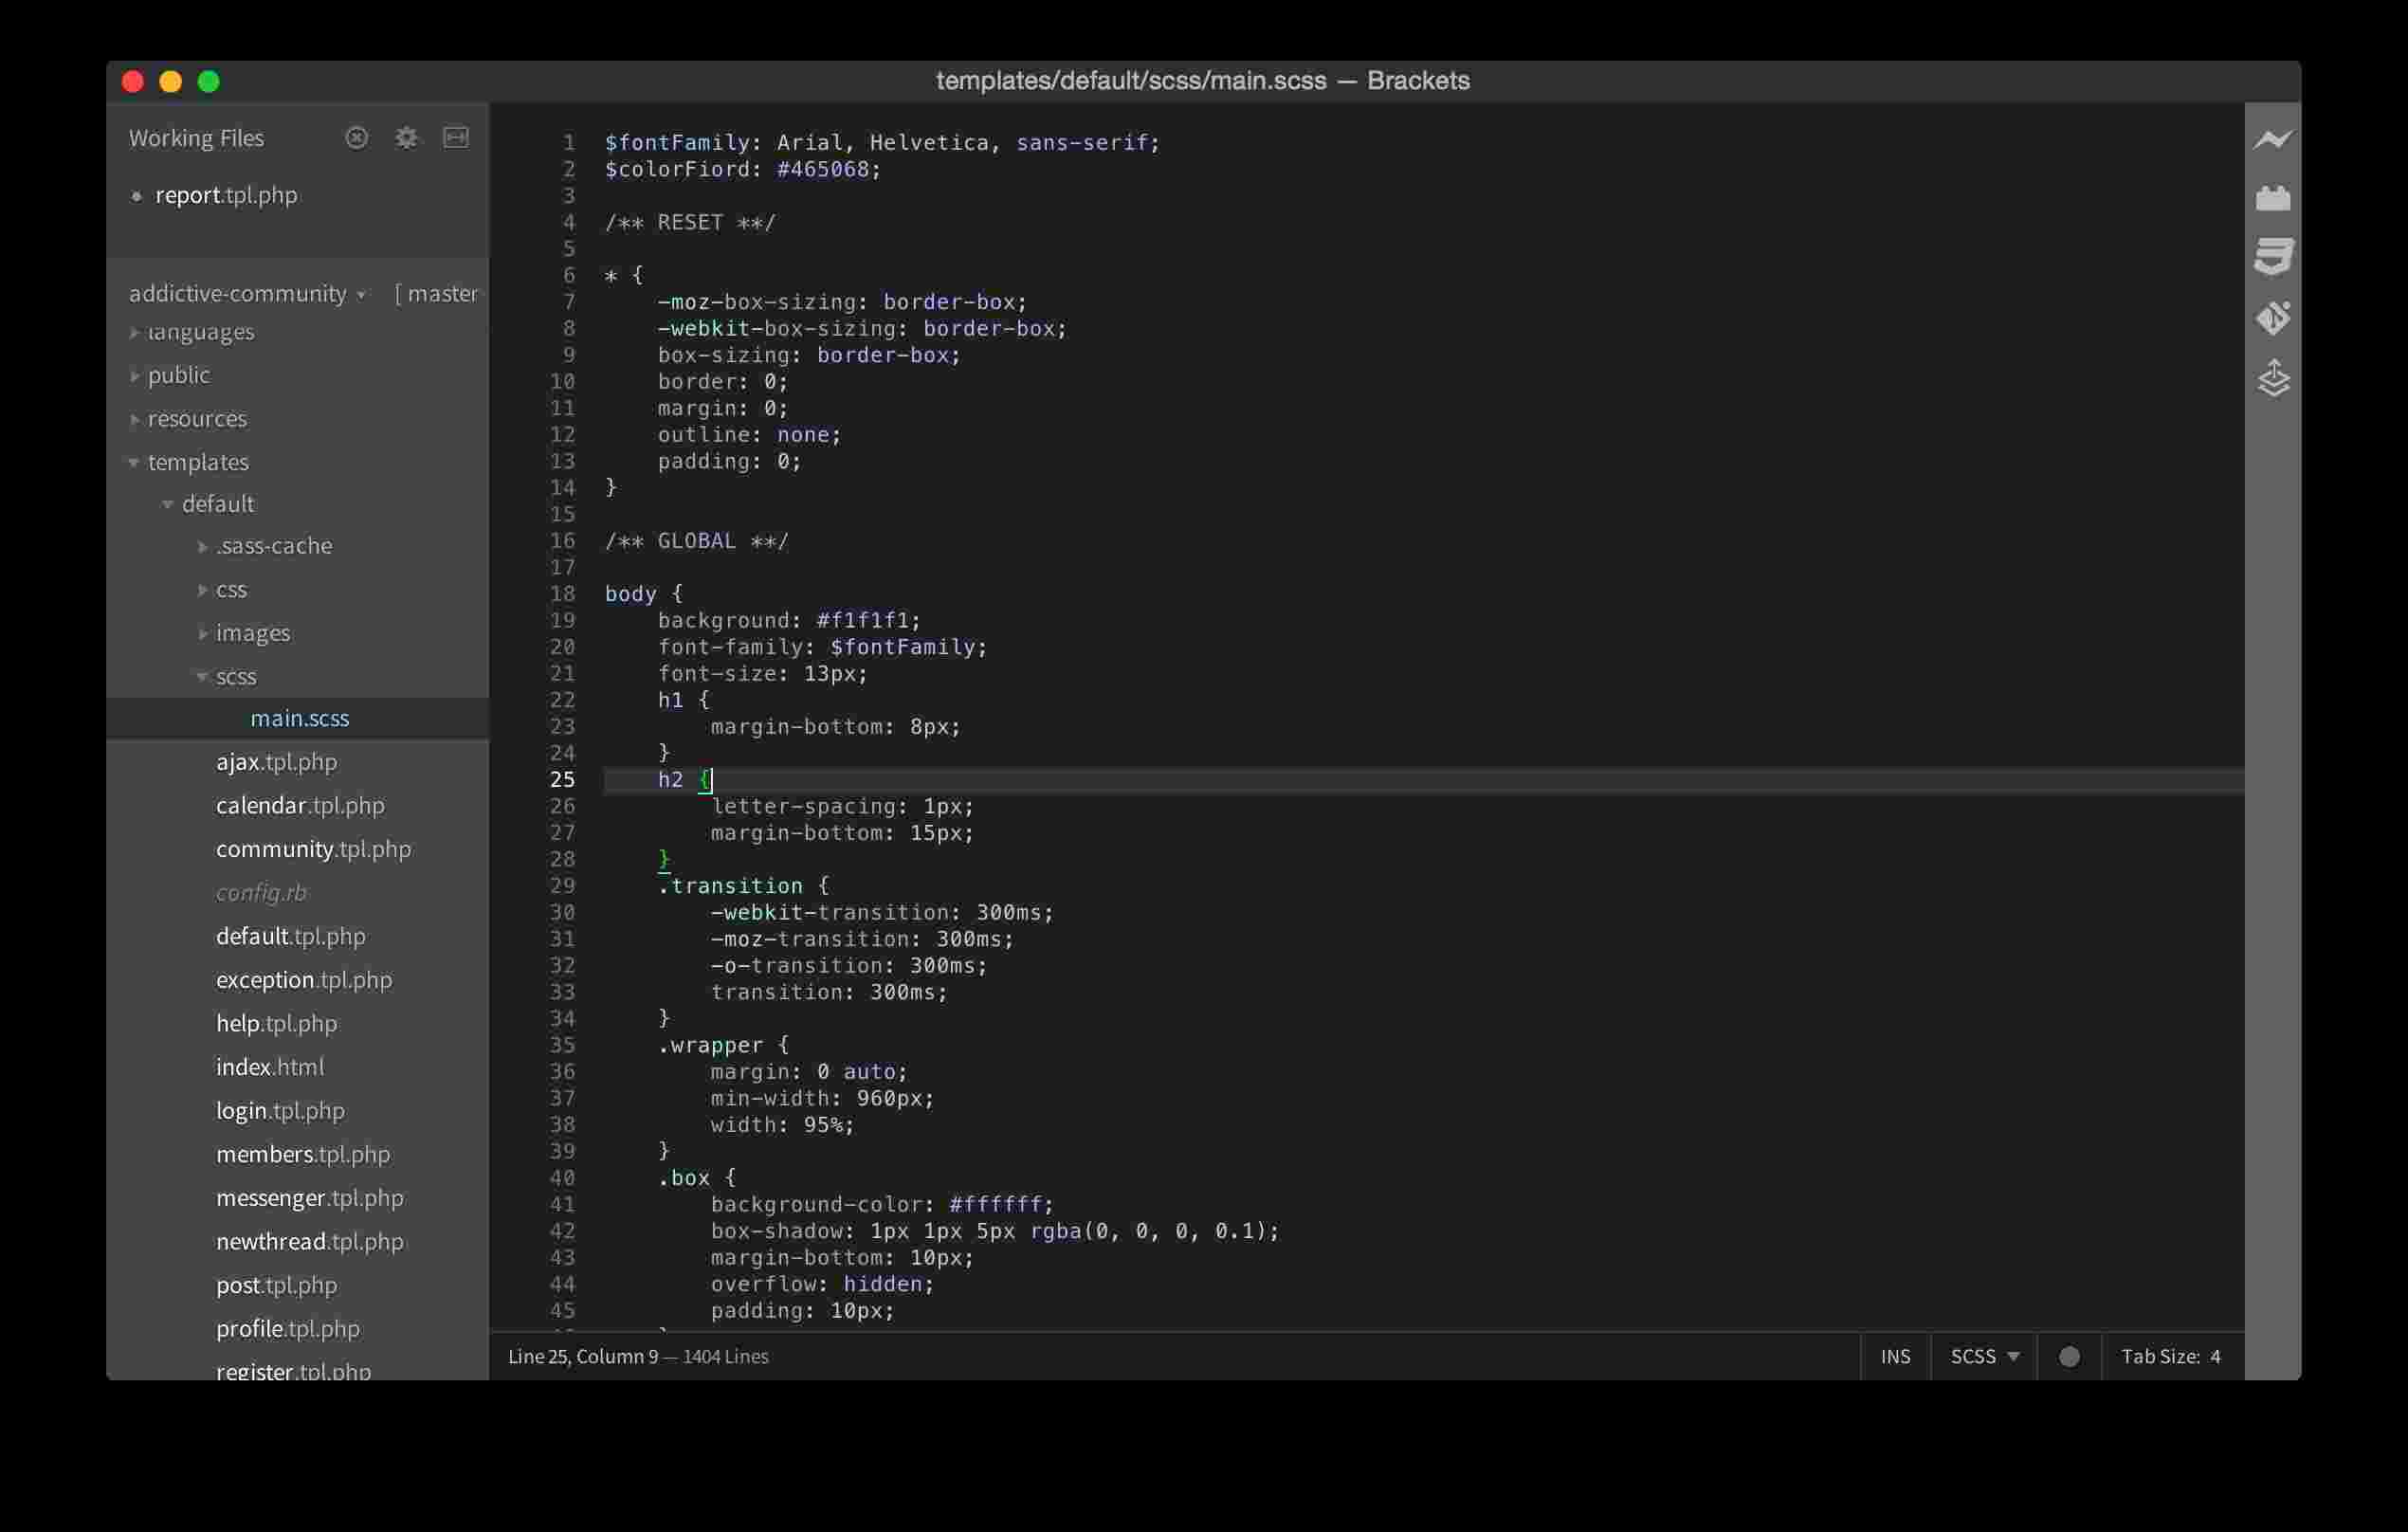 templates/default/scss/main.scss — Brackets
Working Files
report.tpl.php
addictive-community [ master
languages
public
resources
templates
default
.sass-cache
css
images
scss
main.scss
ajax.tpl.php
calendar.tpl.php
community.tpl.php
config.rb
default.tpl.php
exception.tpl.php
help.tpl.php
index.html
login.tpl.php
members.tpl.php
messenger.tpl.php
newthread.tpl.php
post.tpl.php
profile.tpl.php
register.tpl.php
1 $fontFamily: Arial, Helvetica, sans-serif;
2 $colorFiord: #465068;
3
4 /** RESET **/
5
6 * {
7 -moz-box-sizing: border-box;
8 -webkit-box-sizing: border-box;
9 box-sizing: border-box;
10 border: 0;
11 margin: 0;
12 outline: none;
13 padding: 0;
14 }
15
16 /** GLOBAL **/
17
18 body {
19 background: #f1f1f1;
20 font-family: $fontFamily;
21 font-size: 13px;
22 h1 {
23 margin-bottom: 8px;
24 }
25 h2 {
26 letter-spacing: 1px;
27 margin-bottom: 15px;
28 }
29 .transition {
30 -webkit-transition: 300ms;
31 -moz-transition: 300ms;
32 -o-transition: 300ms;
33 transition: 300ms;
34 }
35 .wrapper {
36 margin: 0 auto;
37 min-width: 960px;
38 width: 95%;
39 }
40 .box {
41 background-color: #ffffff;
42 box-shadow: 1px 1px 5px rgba(0, 0, 0, 0.1);
43 margin-bottom: 10px;
44 overflow: hidden;
45 padding: 10px;
Line 25, Column 9 — 1404 Lines
INS SCSS Tab Size: 4